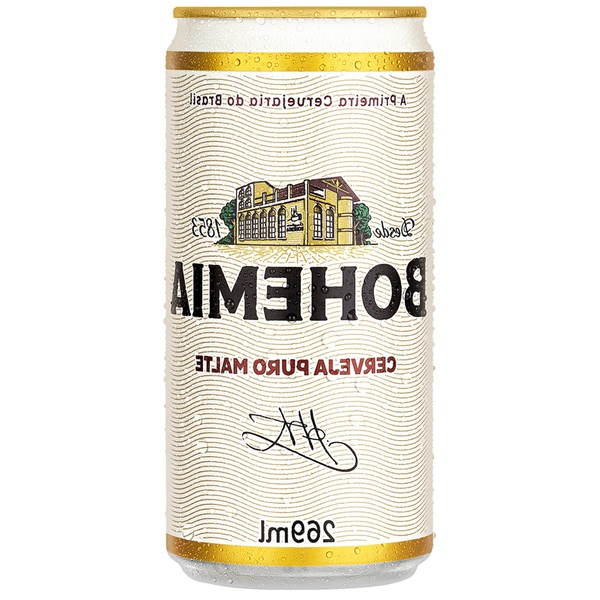 A Primeira Cervejaria do Brasil
Desde 1853
BOHEMIA
CERVEJA PURO MALTE
269ml